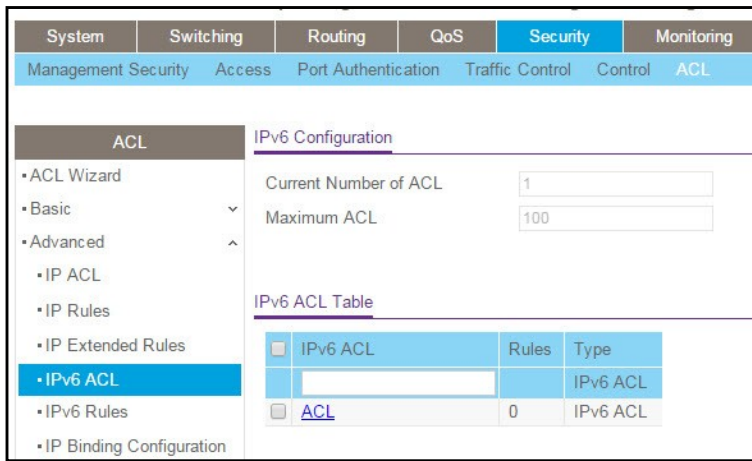 System Switching Routing QoS Security Monitoring
Management Security Access Port Authentication Traffic Control Control ACL
ACL
ACL Wizard
Basic
Advanced
IP ACL
IP Rules
IP Extended Rules
IPv6 ACL
IPv6 Rules
IP Binding Configuration
IPv6 Configuration
Current Number of ACL 1
Maximum ACL 100
IPv6 ACL Table
IPv6 ACL Rules Type
IPv6 ACL
ACL 0 IPv6 ACL